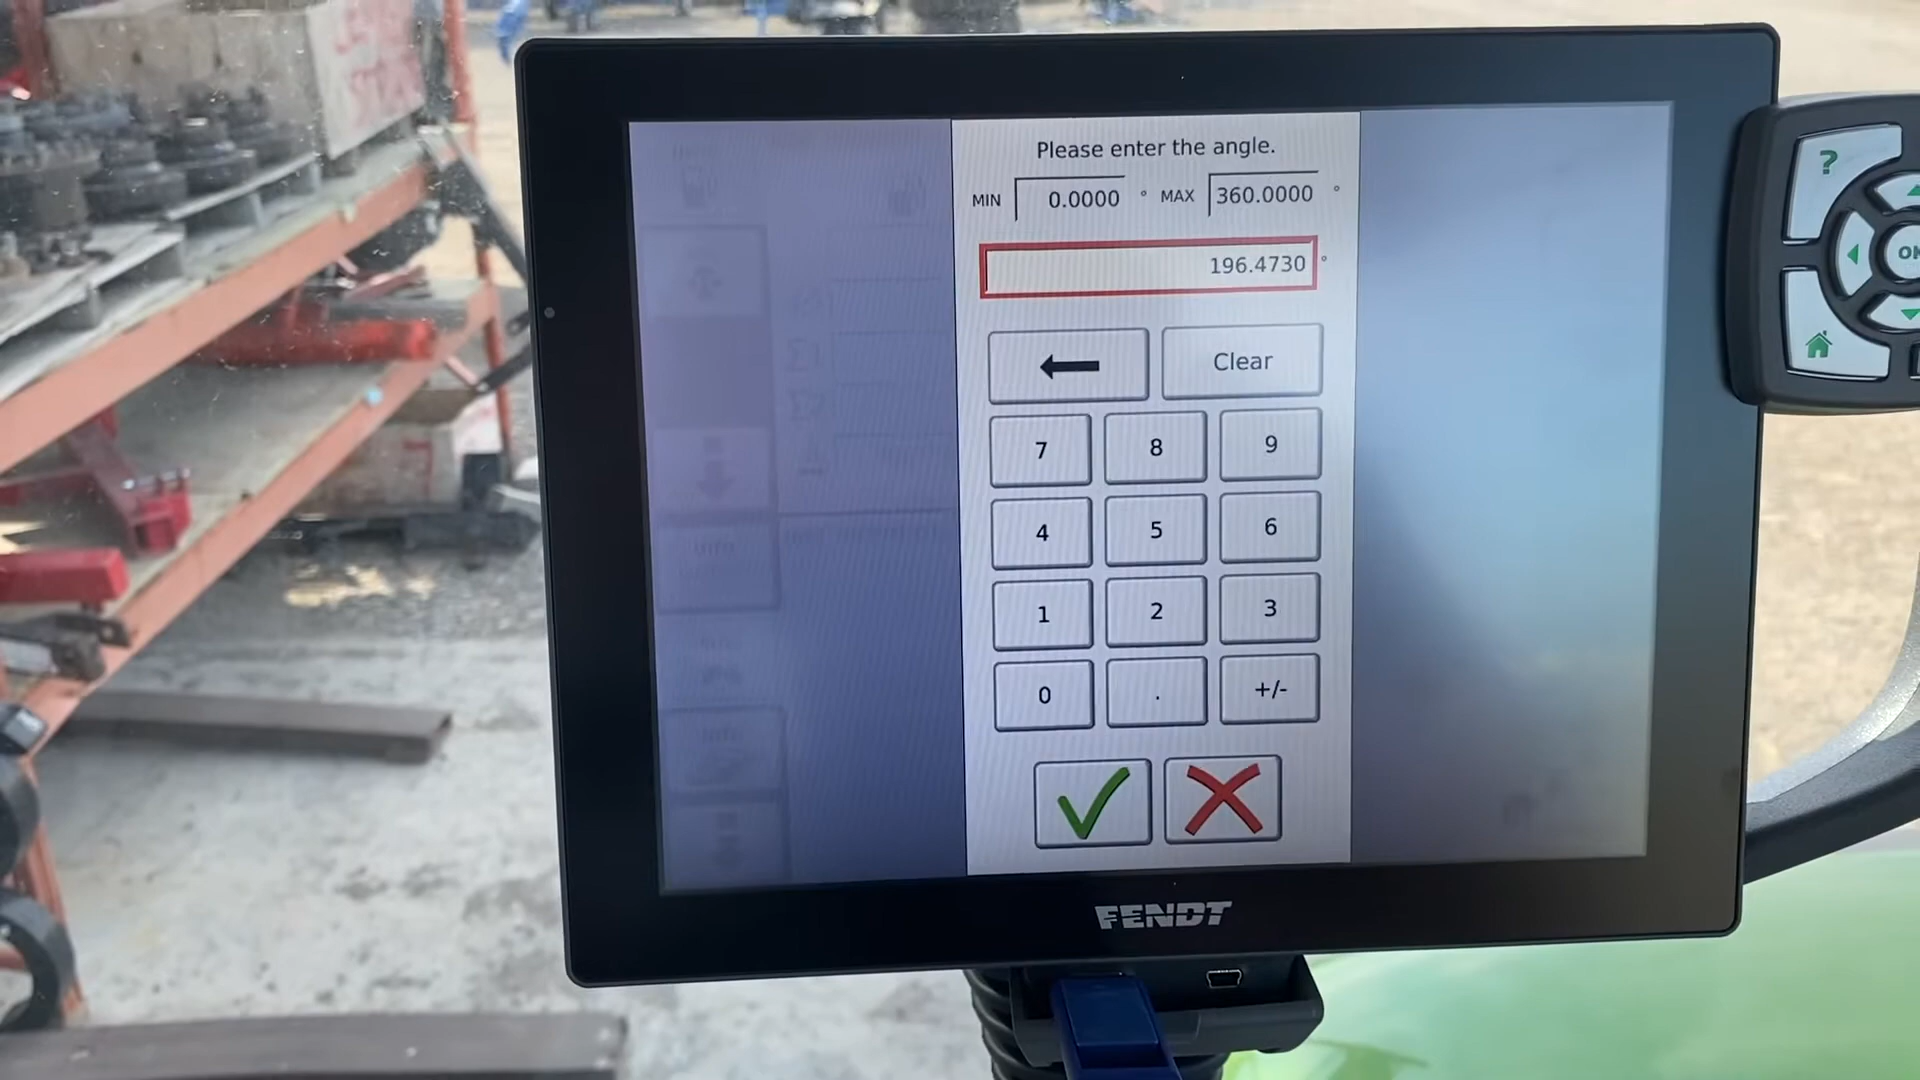 Please enter the angle.
MIN 0.0000 ° MAX 360.0000 °
196.4730 °
Clear
7 8 9
4 5 6
1 2 3
0 . +/-
FENDT
?